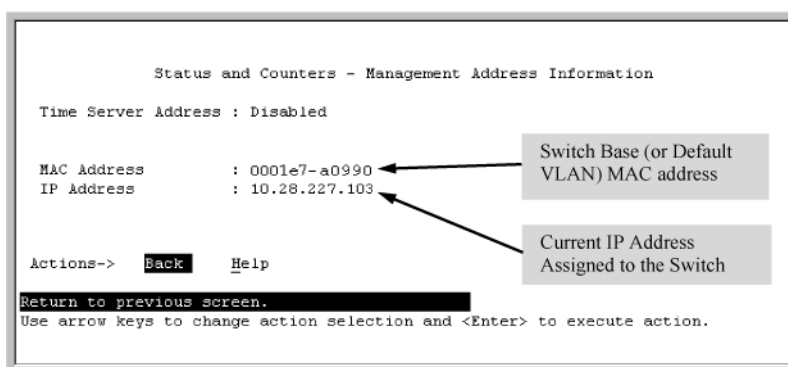 Status and Counters - Management Address Information
Time Server Address : Disabled
MAC Address : 0001e7-a0990
IP Address : 10.28.227.103
Switch Base (or Default
VLAN) MAC address
Current IP Address
Assigned to the Switch
Actions-> Back Help
Return to previous screen.
Use arrow keys to change action selection and <Enter> to execute action.